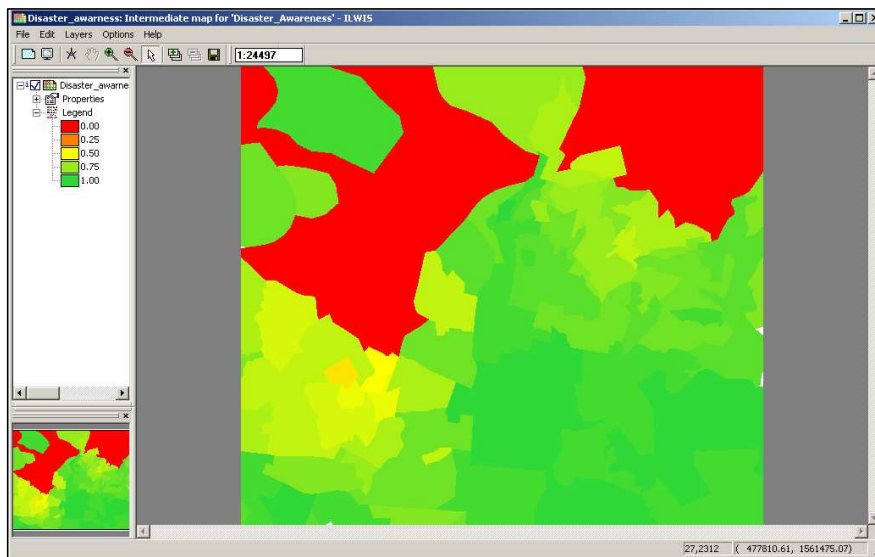 Disaster_awarness: Intermediate map for 'Disaster_Awareness' - ILWIS
File Edit Layers Options Help
1:24497
Disaster_awarne
Properties
Legend
0.00
0.25
0.50
0.75
1.00
27,2312 ( 477810.61, 1561475.07)